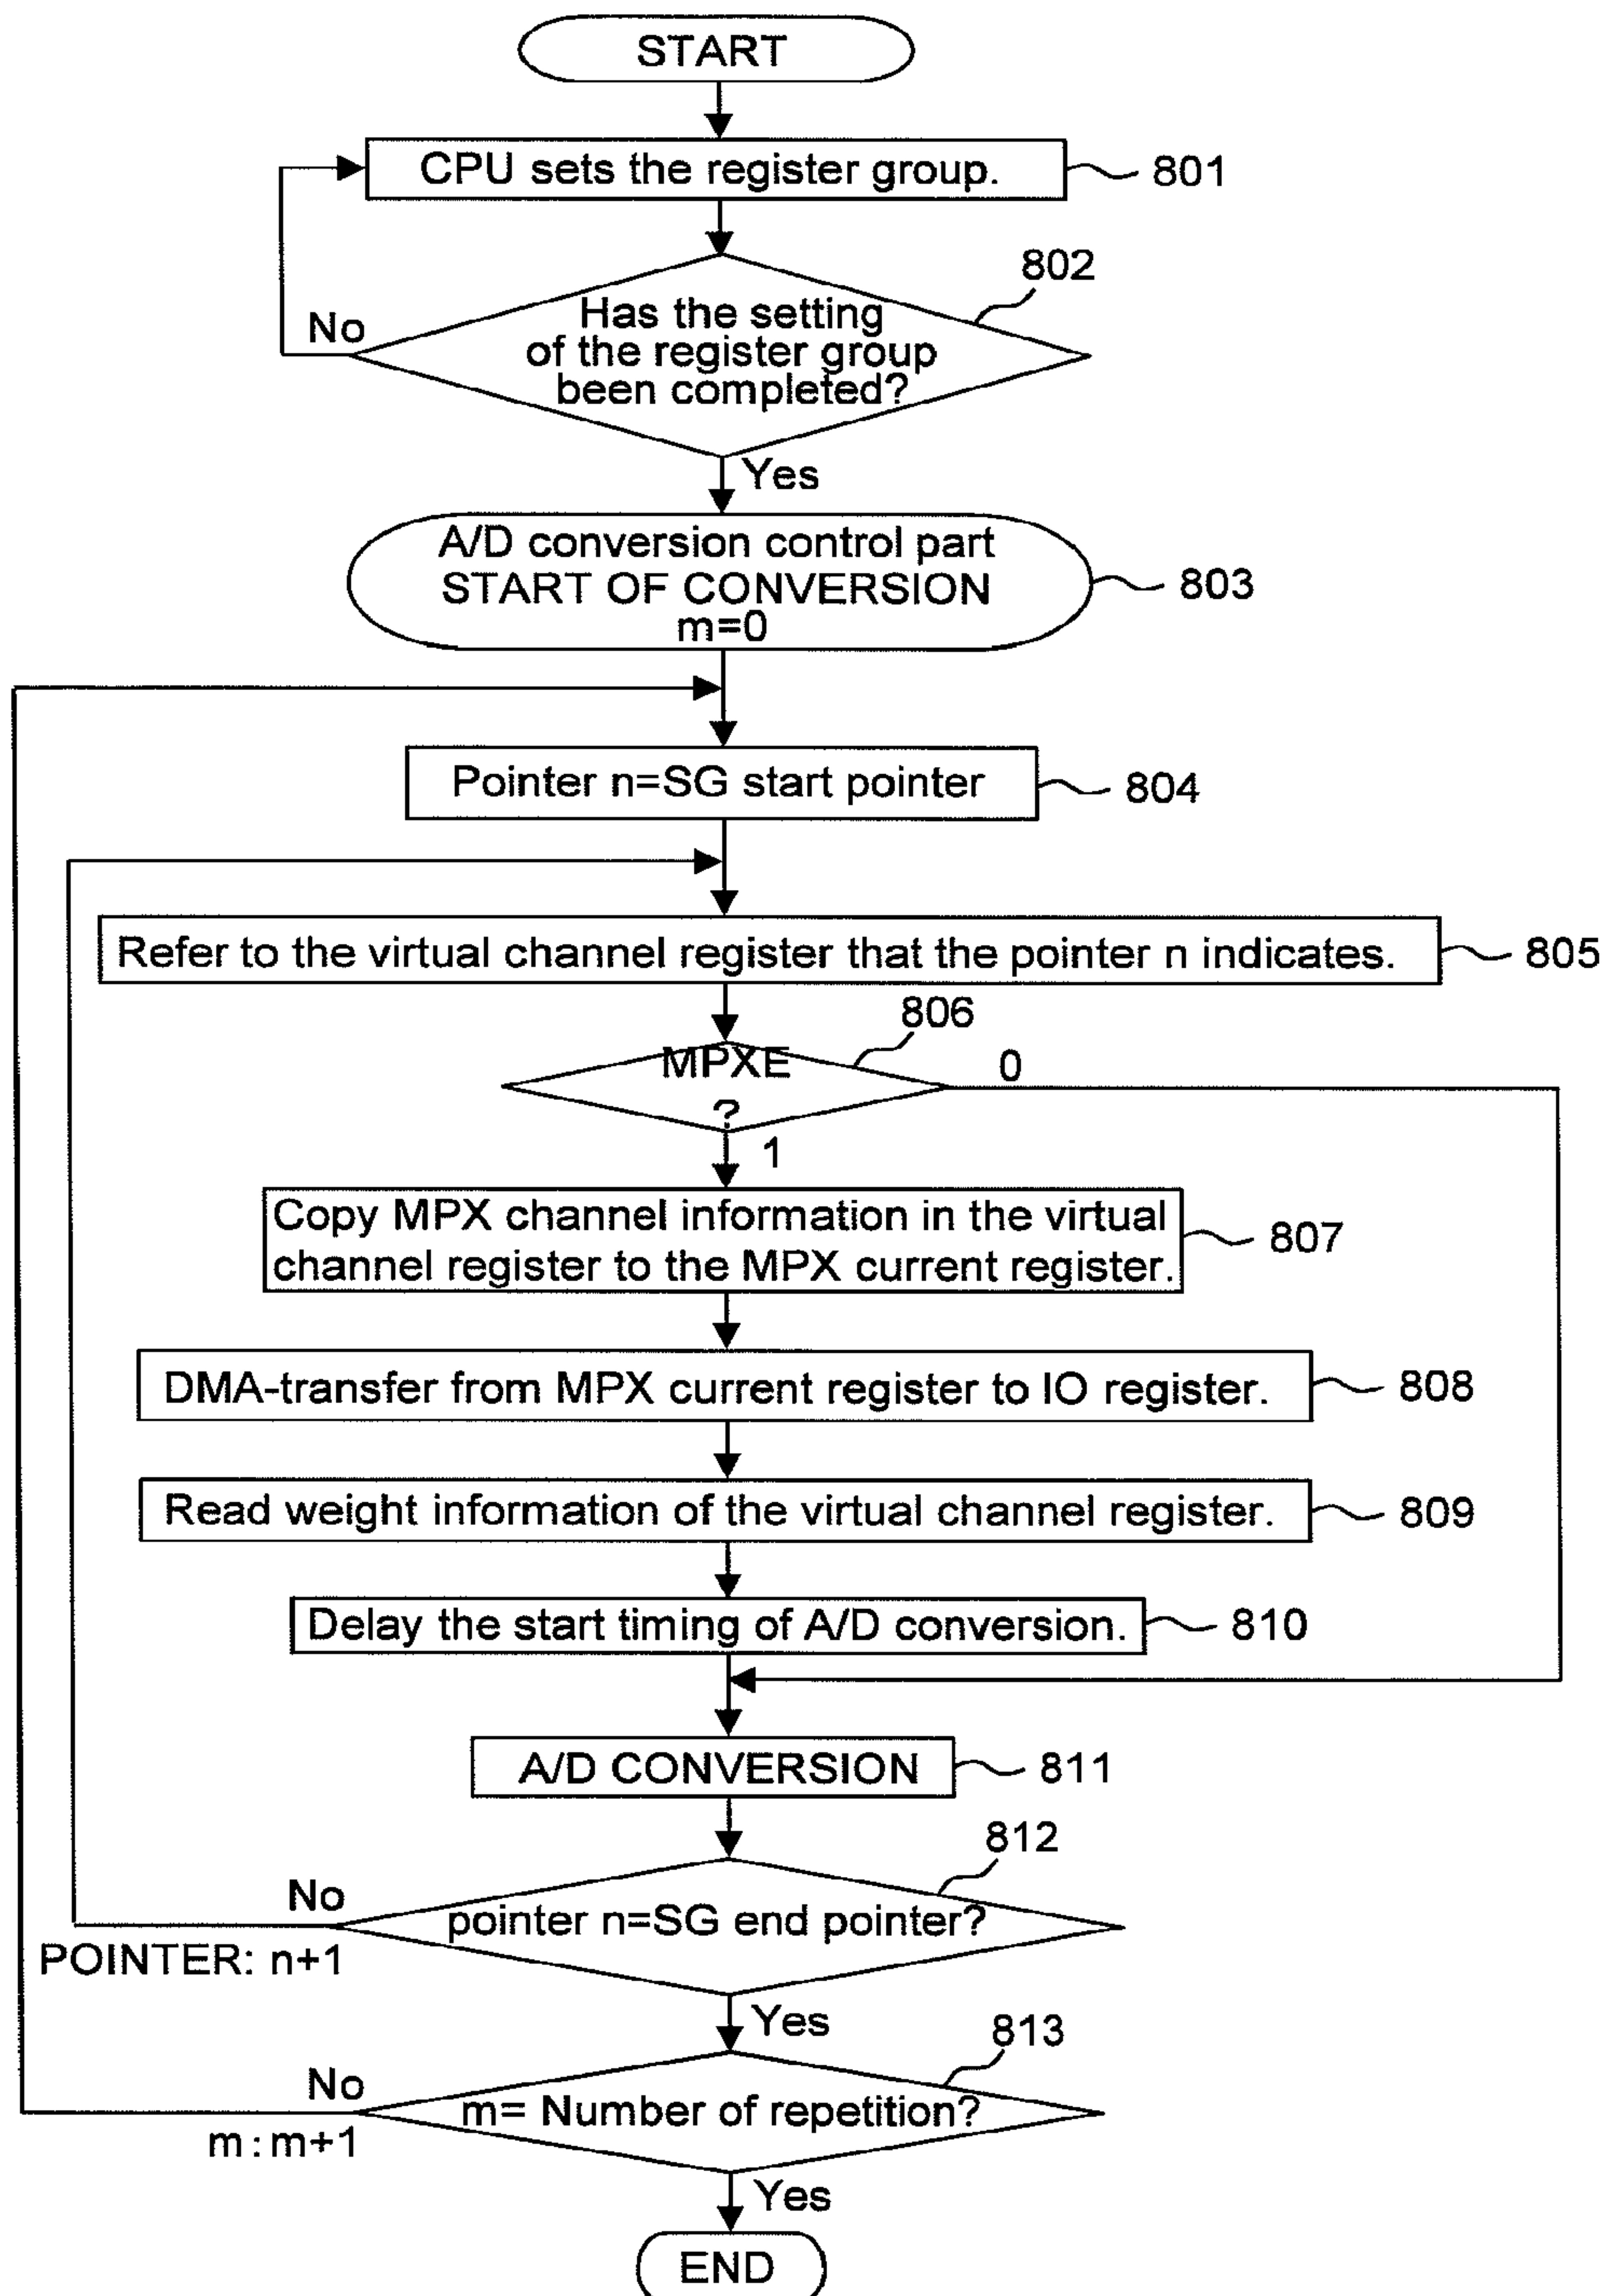 START
CPU sets the register group.
801
802
Has the setting
of the register group
been completed?
No
Yes
A/D conversion control part
START OF CONVERSION
m=0
803
Pointer n=SG start pointer
804
Refer to the virtual channel register that the pointer n indicates.
805
806
MPXE
?
0
1
Copy MPX channel information in the virtual
channel register to the MPX current register.
807
DMA-transfer from MPX current register to IO register.
808
Read weight information of the virtual channel register.
809
Delay the start timing of A/D conversion.
810
A/D CONVERSION
811
812
No
pointer n=SG end pointer?
POINTER: n+1
Yes
813
No
m= Number of repetition?
m:m+1
Yes
END